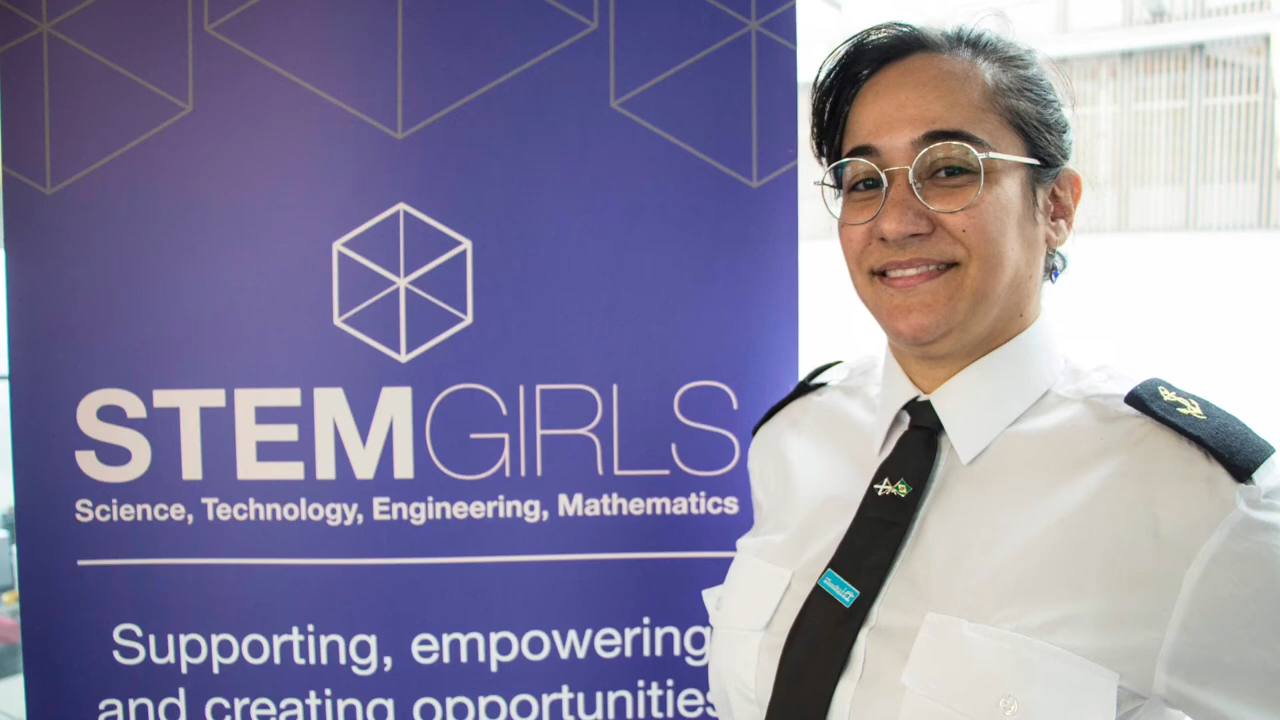 STEMGIRLS
Science, Technology, Engineering, Mathematics
Supporting, empowering
and creating opportunities